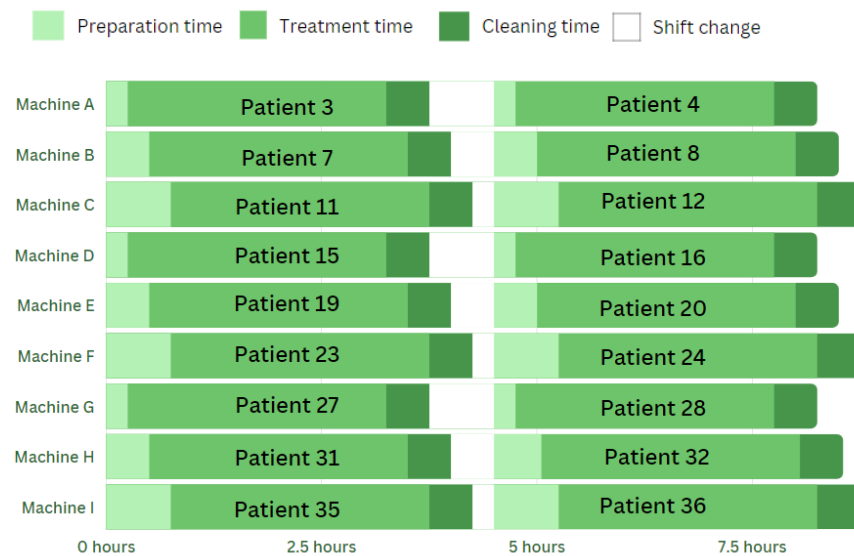 Preparation time Treatment time Cleaning time Shift change
Machine A Patient 3 Patient 4
Machine B Patient 7 Patient 8
Machine C Patient 11 Patient 12
Machine D Patient 15 Patient 16
Machine E Patient 19 Patient 20
Machine F Patient 23 Patient 24
Machine G Patient 27 Patient 28
Machine H Patient 31 Patient 32
Machine I Patient 35 Patient 36
0 hours 2.5 hours 5 hours 7.5 hours